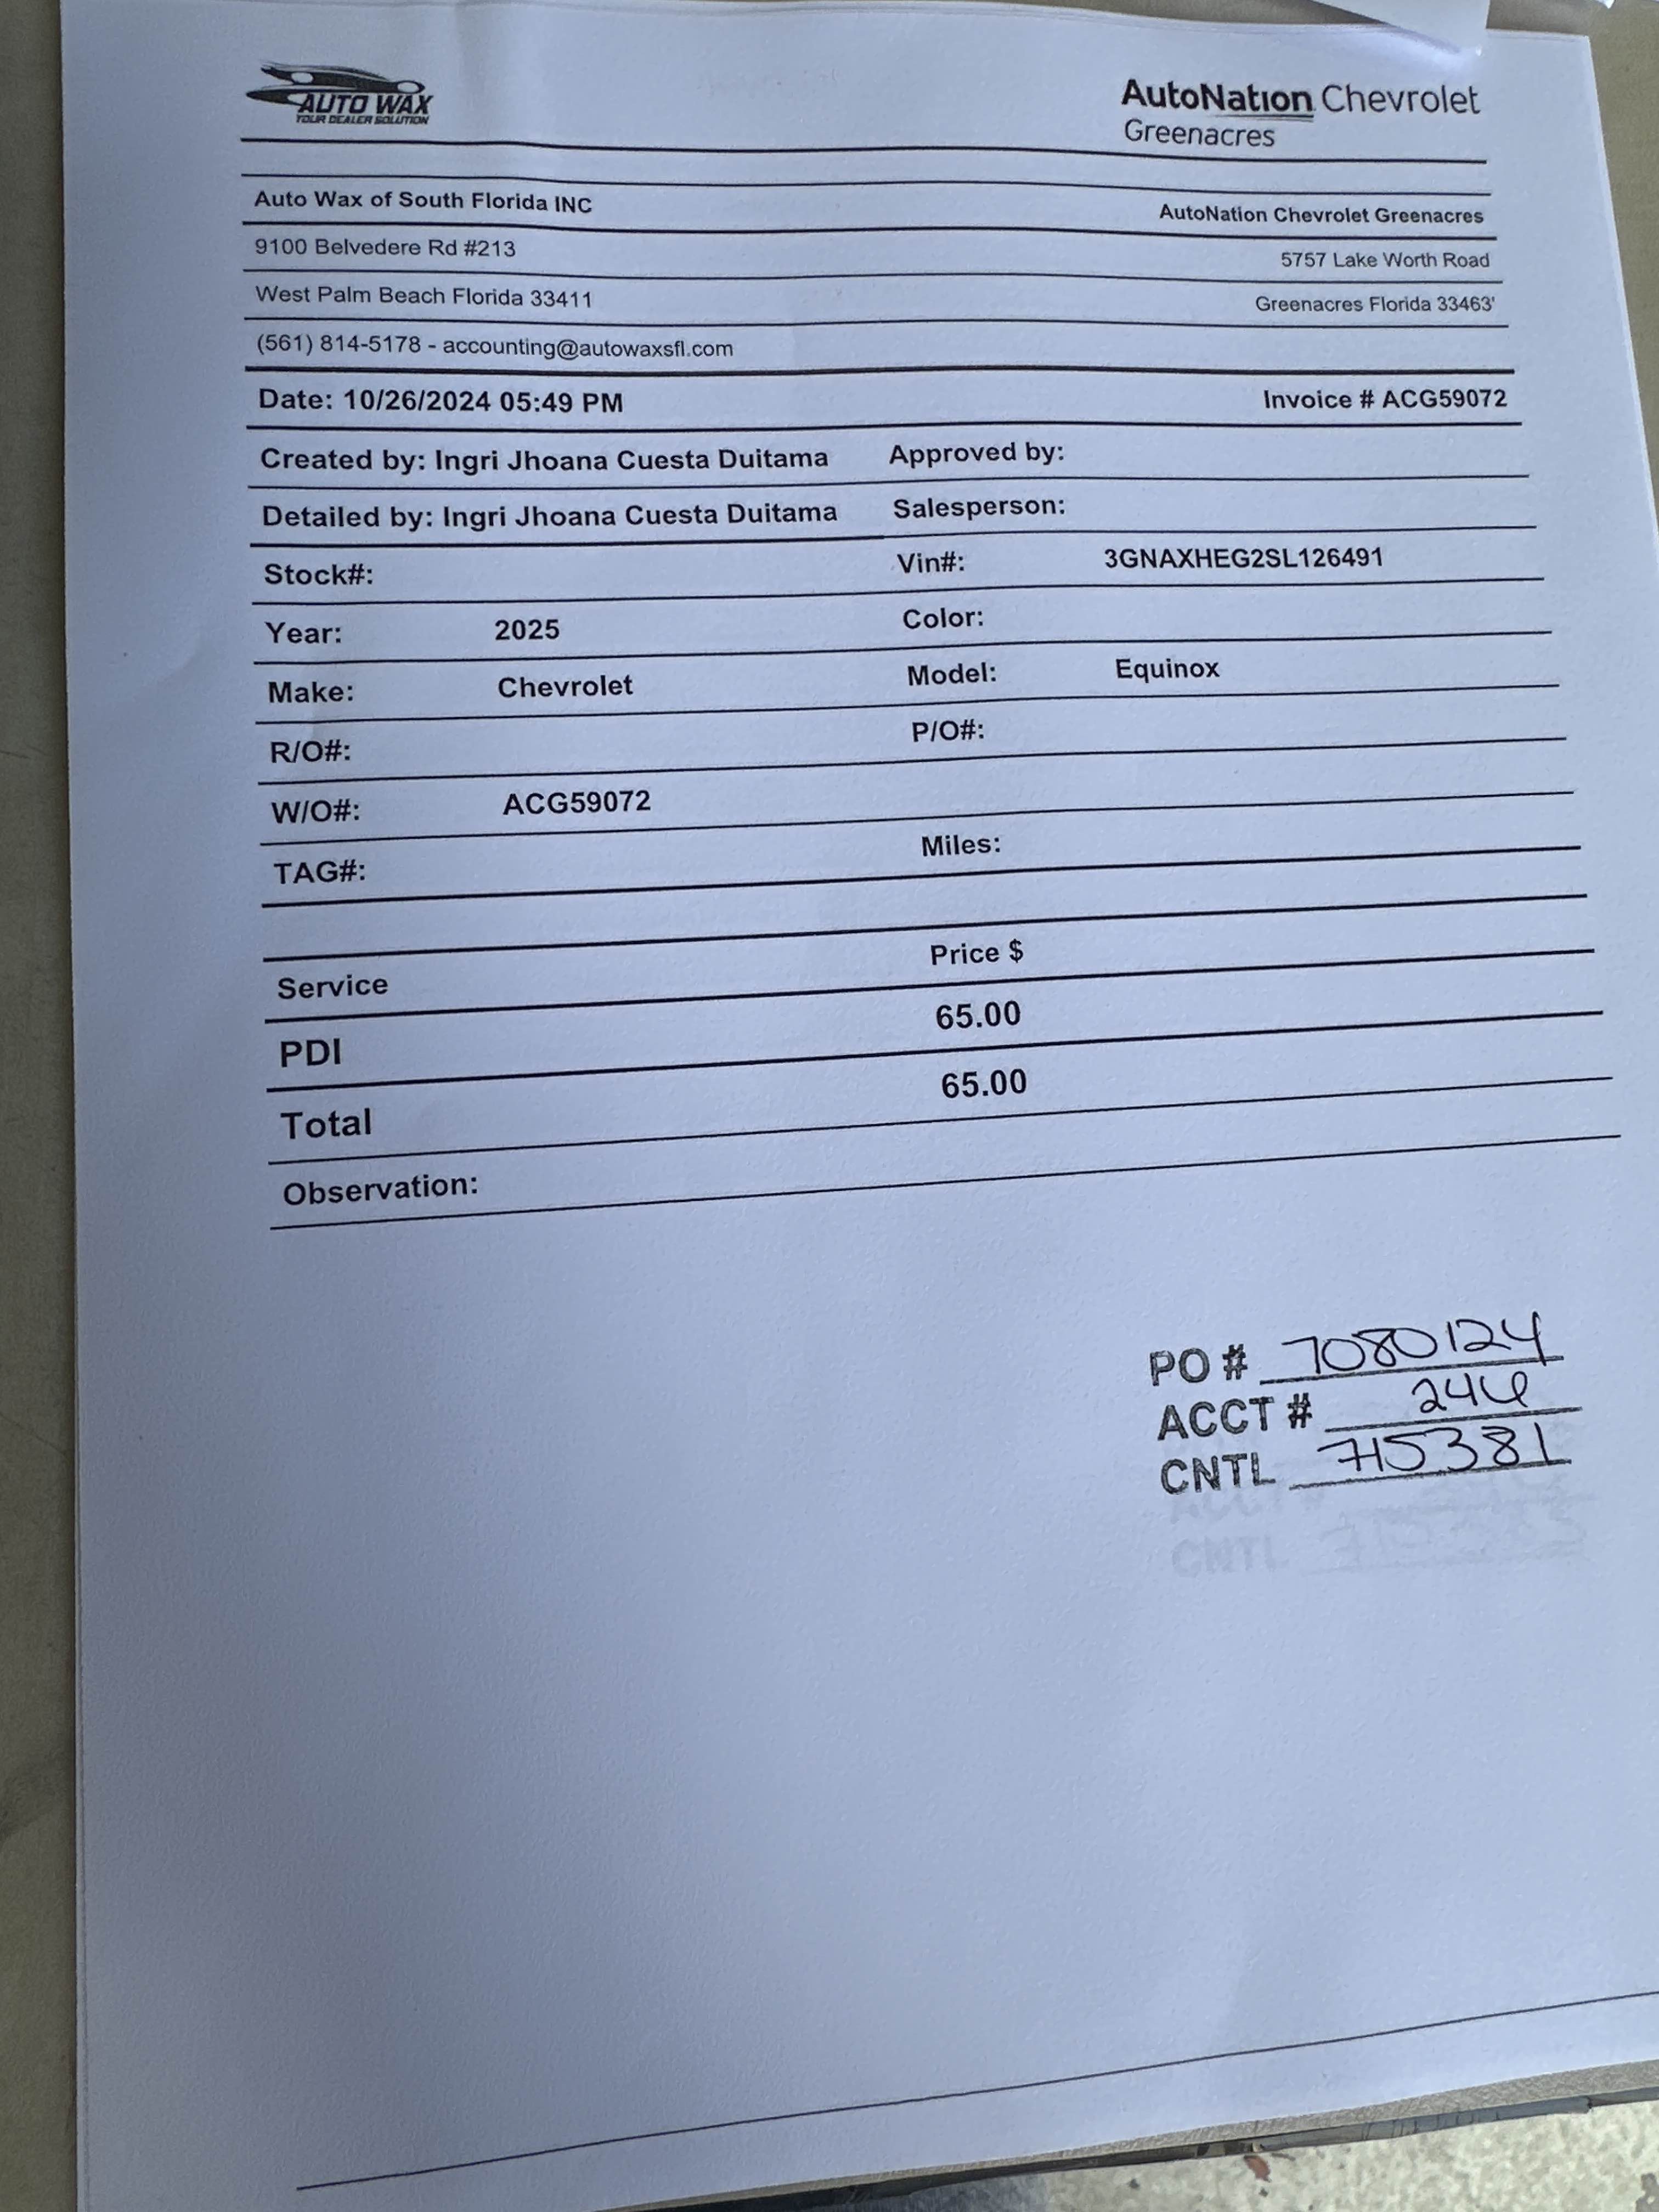 AUTO WAX
YOUR DEALER SOLUTION
AutoNation Chevrolet
Greenacres
Auto Wax of South Florida INC
AutoNation Chevrolet Greenacres
9100 Belvedere Rd #213
5757 Lake Worth Road
West Palm Beach Florida 33411
Greenacres Florida 33463'
(561) 814-5178 - accounting@autowaxsfl.com
Date: 10/26/2024 05:49 PM Invoice # ACG59072
Created by: Ingri Jhoana Cuesta Duitama Approved by:
Detailed by: Ingri Jhoana Cuesta Duitama Salesperson:
Stock#: Vin#: 3GNAXHEG2SL126491
Year: 2025 Color:
Make: Chevrolet Model: Equinox
R/O#: P/O#:
W/O#: ACG59072
TAG#: Miles:
Service Price $
PDI 65.00
Total 65.00
Observation:
PO # 7080124
ACCT # 246
CNTL 715381
ACCT #
CNTL